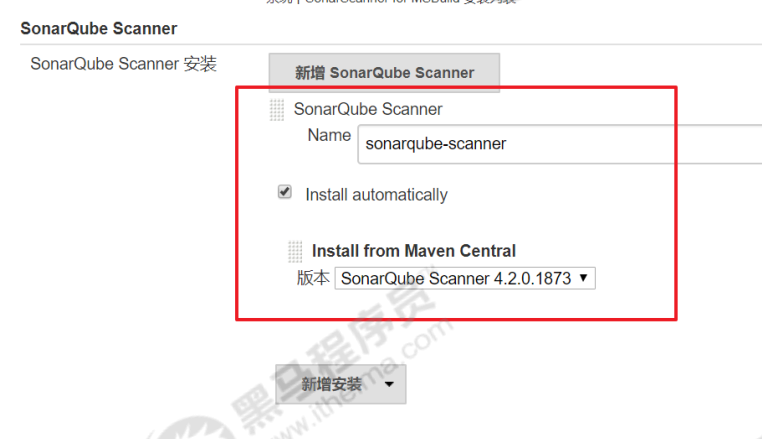 SonarQube Scanner
SonarQube Scanner 安装
新增 SonarQube Scanner
SonarQube Scanner
Name
sonarqube-scanner
Install automatically
Install from Maven Central
版本 SonarQube Scanner 4.2.0.1873
新增安装
黑马程序员
www.itheima.com